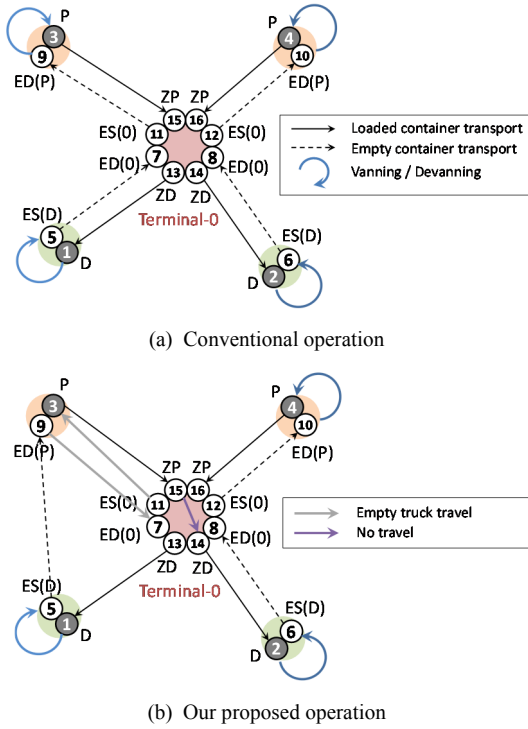 P
3
9
ED(P)
P
4
10
ED(P)
ZP ZP
15 16
ES(0) 11 12 ES(0)
ED(0) 7 8 ED(0)
13 14
ZD ZD
Terminal-0
ES(D)
5
1 D
ES(D)
6
D 2
Loaded container transport
Empty container transport
Vanning / Devanning
(a) Conventional operation
P
3
9
ED(P)
P
4
10
ED(P)
ZP ZP
15 16
ES(0) 11 12 ES(0)
ED(0) 7 8 ED(0)
13 14
ZD ZD
Terminal-0
ES(D)
5
1 D
ES(D)
6
D 2
Empty truck travel
No travel
(b) Our proposed operation